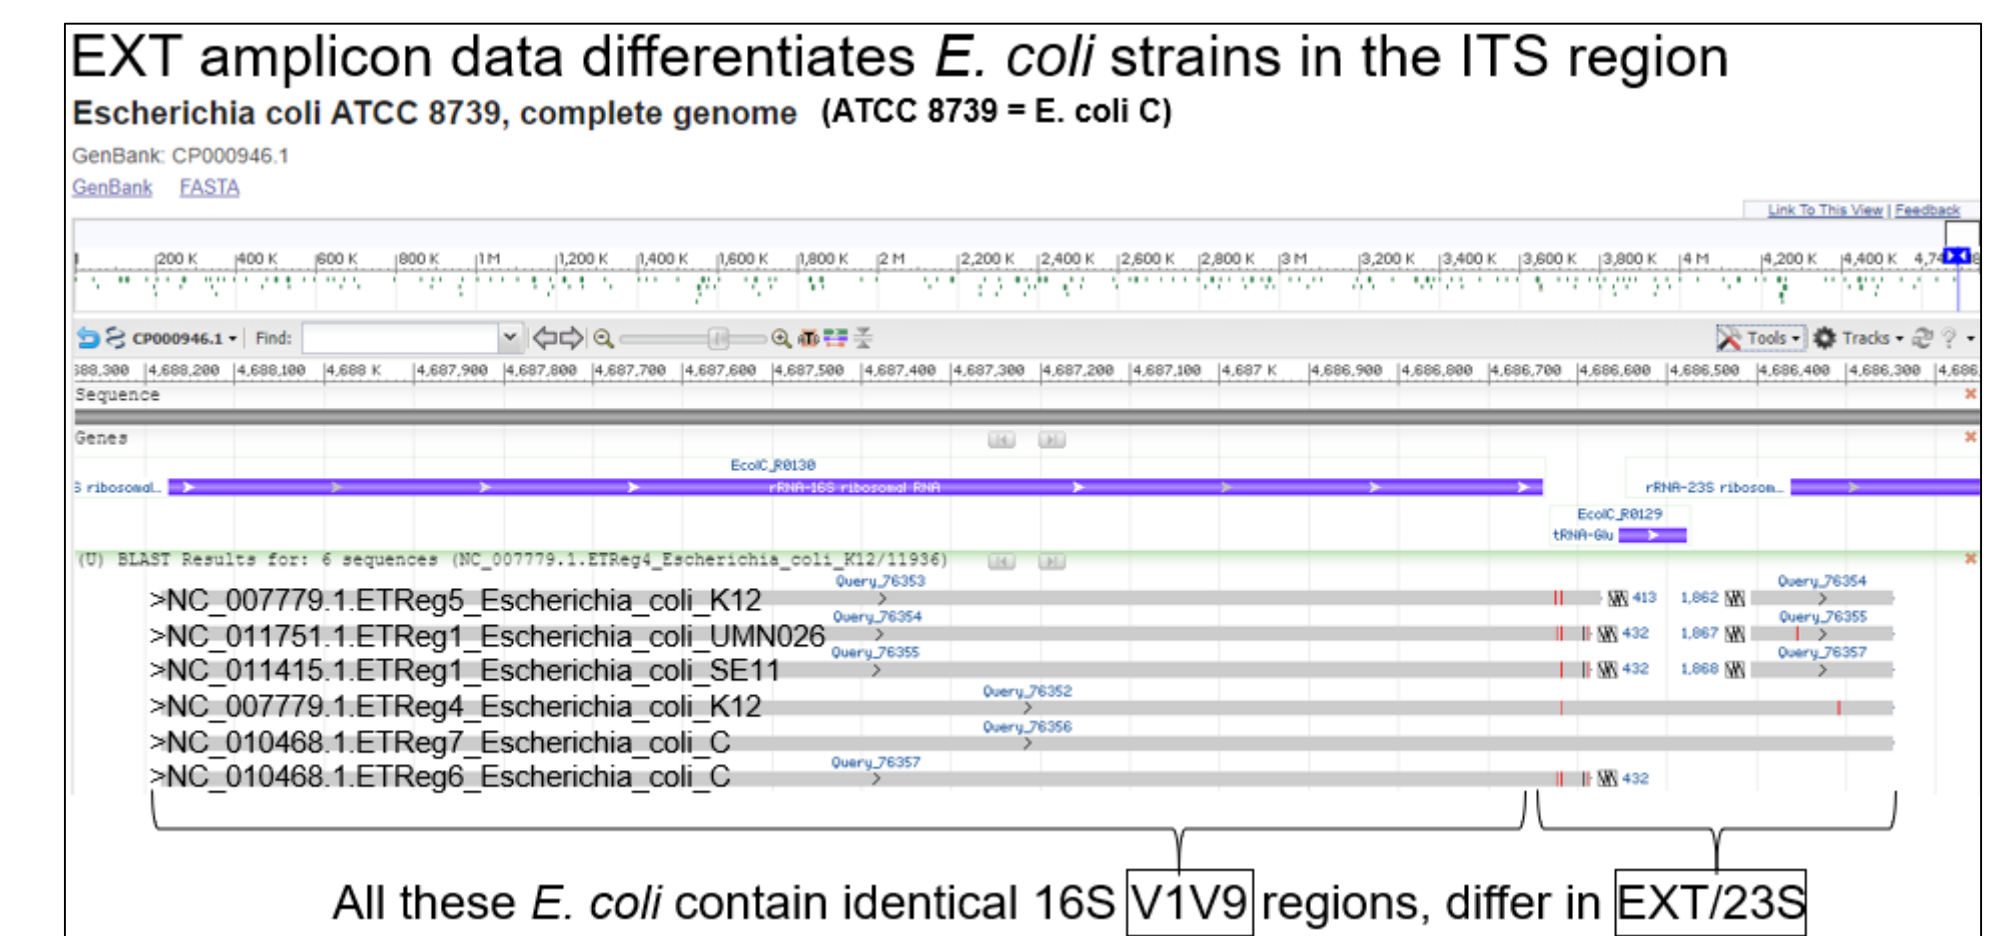 EXT amplicon data differentiates E. coli strains in the ITS region
Escherichia coli ATCC 8739, complete genome (ATCC 8739 = E. coli C)
GenBank: CP000946.1
GenBank FASTA
Link To This View | Feedback
200 K 400 K 600 K 800 K 1 M 1,200 K 1,400 K 1,600 K 1,800 K 2 M 2,200 K 2,400 K 2,600 K 2,800 K 3 M 3,200 K 3,400 K 3,600 K 3,800 K 4 M 4,200 K 4,400 K
CP000946.1 Find: Tools Tracks ?
4,688,200 4,688,100 4,688 K 4,687,900 4,687,800 4,687,700 4,687,600 4,687,500 4,687,400 4,687,300 4,687,200 4,687,100 4,687 K 4,686,900 4,686,800 4,686,700 4,686,600 4,686,500 4,686,400 4,686,300 4,686
Sequence
Genes
EcolC_R0130
S ribosomal… rRNA-16S ribosomal RNA rRNA-23S ribosom…
EcolC_R0129
tRNA-Glu
(U) BLAST Results for: 6 sequences (NC_007779.1.ETReg4_Escherichia_coli_K12/11936)
Query_76353 Query_76354
>NC_007779.1.ETReg5_Escherichia_coli_K12 413 1,862
Query_76354 Query_76355
>NC_011751.1.ETReg1_Escherichia_coli_UMN026 432 1,867
Query_76355 Query_76357
>NC_011415.1.ETReg1_Escherichia_coli_SE11 432 1,868
Query_76352
>NC_007779.1.ETReg4_Escherichia_coli_K12
Query_76356
>NC_010468.1.ETReg7_Escherichia_coli_C
Query_76357
>NC_010468.1.ETReg6_Escherichia_coli_C 432
All these E. coli contain identical 16S V1V9 regions, differ in EXT/23S